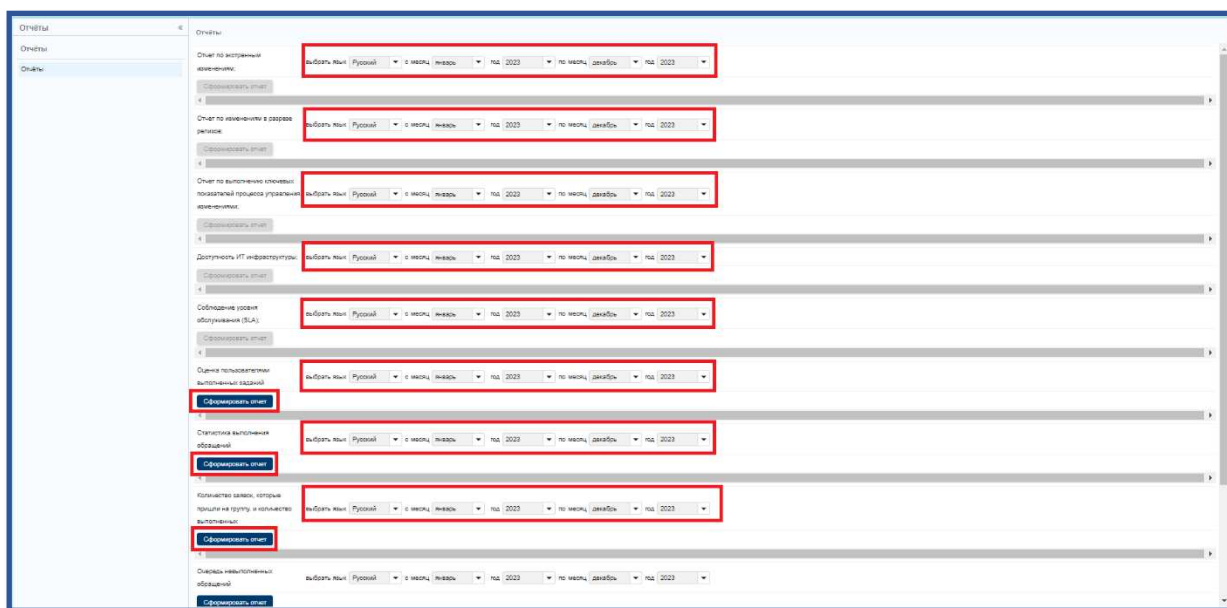 Отчёты «
Отчёты
Отчёты
Отчёты
Отчет по экстренным
изменениям:
выбрать язык Русский с месяц январь год 2023 по месяц декабрь год 2023
Сформировать отчет
Отчет по изменениям в разрезе
релизов:
выбрать язык Русский с месяц январь год 2023 по месяц декабрь год 2023
Сформировать отчет
Отчет по выполнению ключевых
показателей процесса управления
изменениями:
выбрать язык Русский с месяц январь год 2023 по месяц декабрь год 2023
Сформировать отчет
Доступность ИТ инфраструктуры: выбрать язык Русский с месяц январь год 2023 по месяц декабрь год 2023
Сформировать отчет
Соблюдение уровня
обслуживания (SLA):
выбрать язык Русский с месяц январь год 2023 по месяц декабрь год 2023
Сформировать отчет
Оценка пользователями
выполненных заданий
выбрать язык Русский с месяц январь год 2023 по месяц декабрь год 2023
Сформировать отчет
Статистика выполнения
обращений
выбрать язык Русский с месяц январь год 2023 по месяц декабрь год 2023
Сформировать отчет
Количество заявок, которые
пришли на группу, и количество
выполненных
выбрать язык Русский с месяц январь год 2023 по месяц декабрь год 2023
Сформировать отчет
Очередь невыполненных
обращений
выбрать язык Русский с месяц январь год 2023 по месяц декабрь год 2023
Сформировать отчет